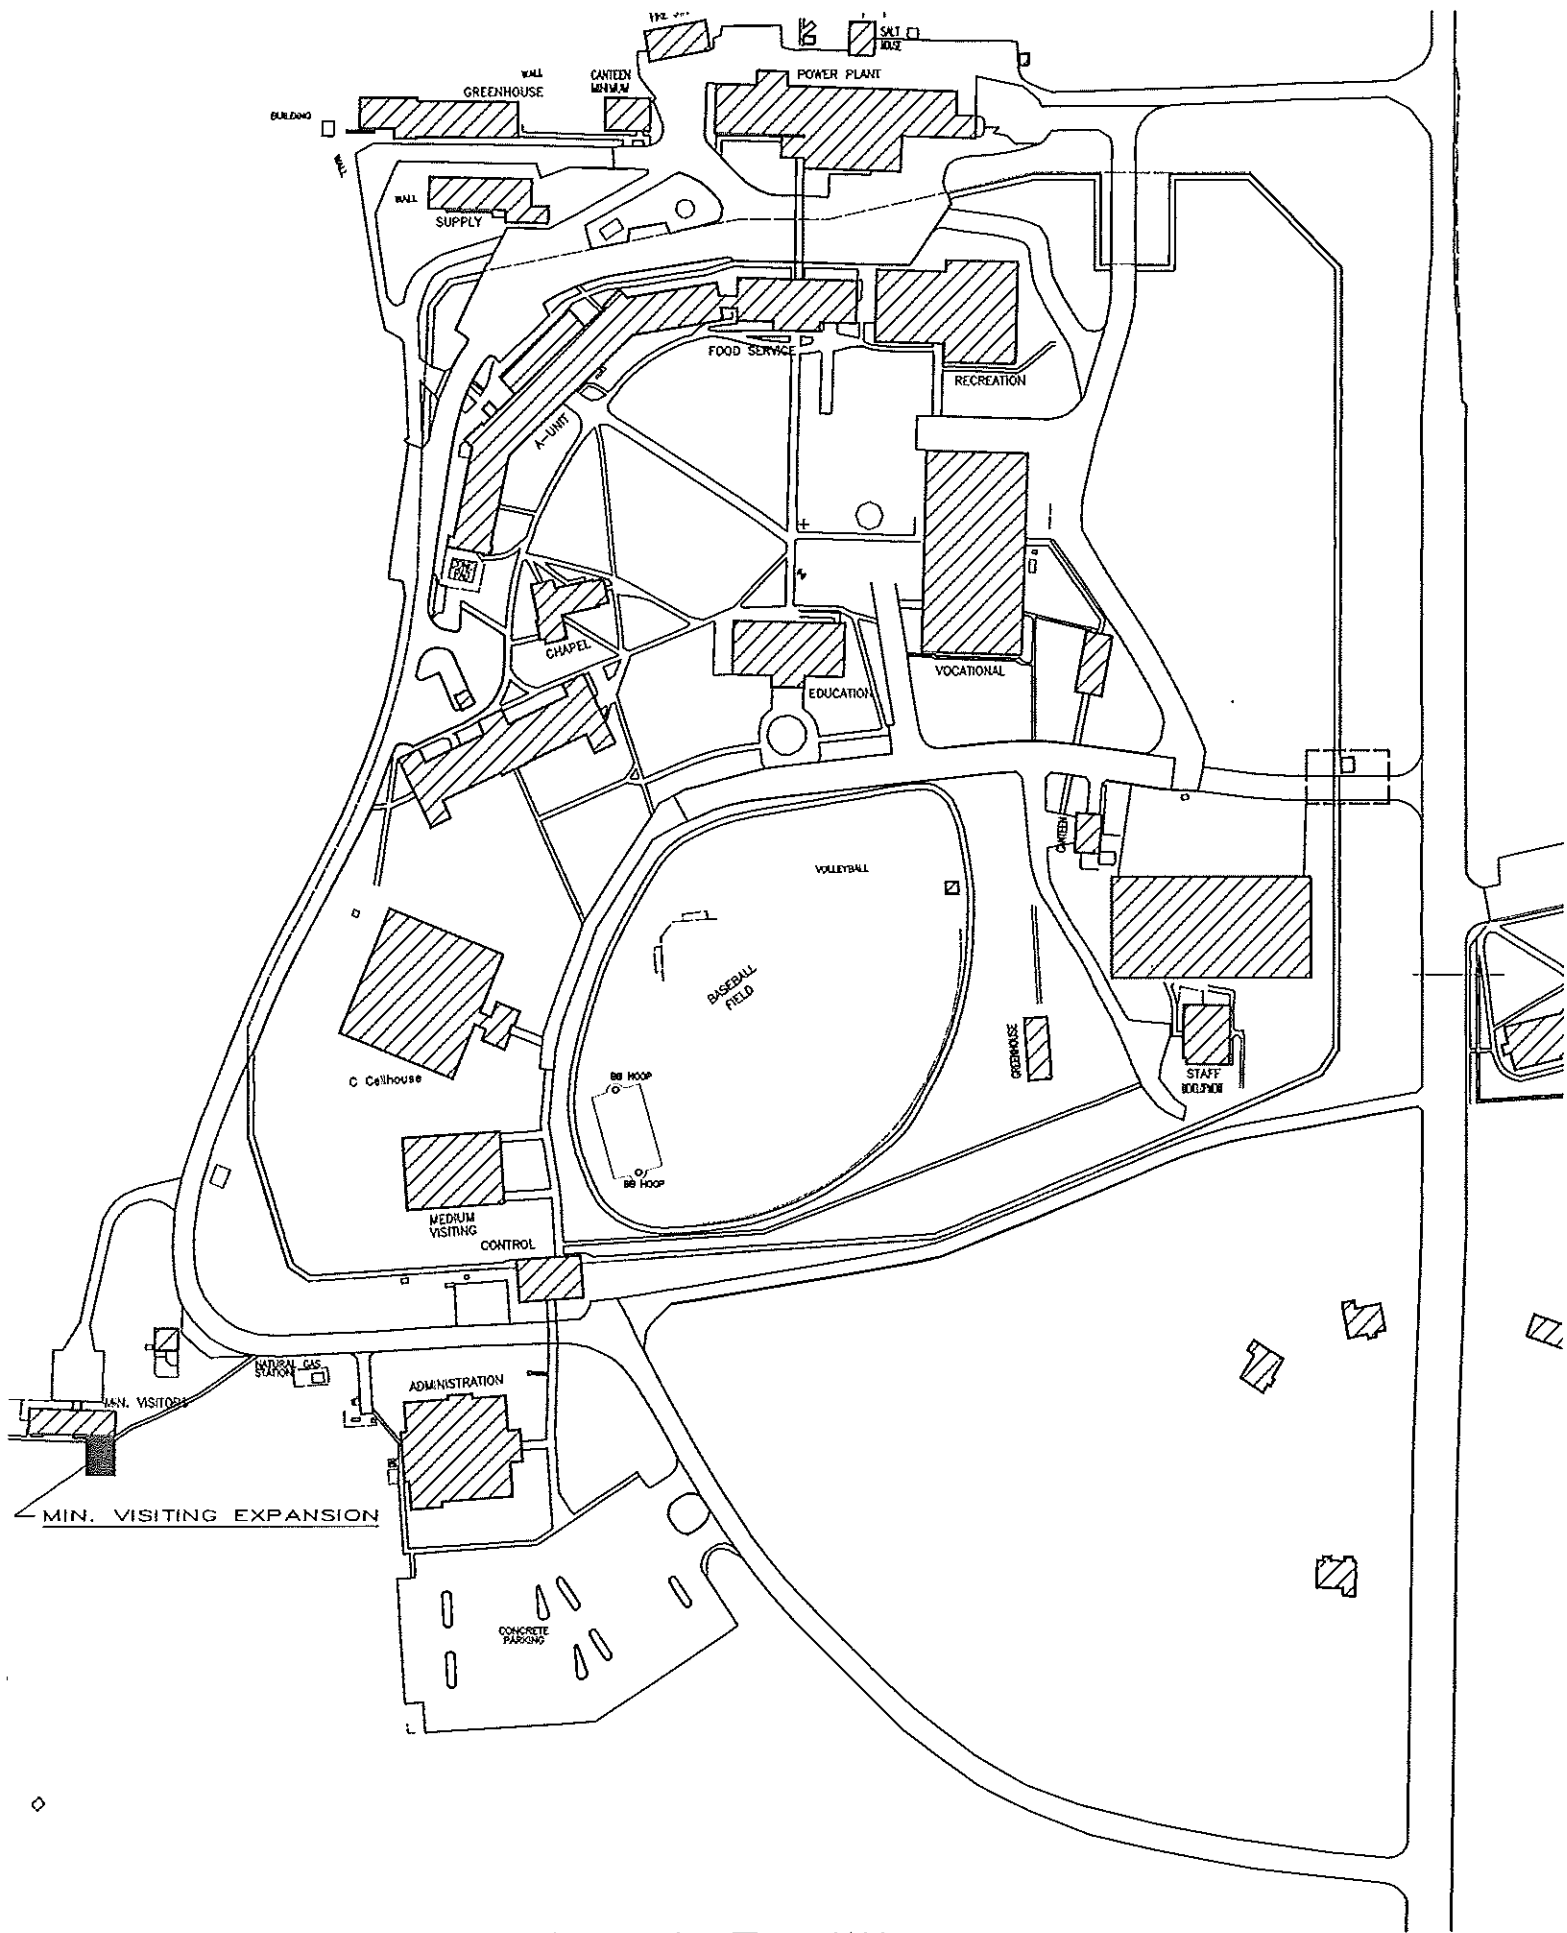 SALT
HOUSE
WALL
CANTEEN
MINIMUM
POWER PLANT
GREENHOUSE
BUILDING
WALL
WALL
SUPPLY
FOOD SERVICE
RECREATION
A-UNIT
CHAPEL
EDUCATION
VOCATIONAL
CANTEEN
VOLLEYBALL
BASEBALL
FIELD
GREENHOUSE
STAFF
C Cellhouse
BB HOOP
BB HOOP
MEDIUM
VISITING
CONTROL
NATURAL GAS
STATION
ADMINISTRATION
MIN. VISITORS
MIN. VISITING EXPANSION
CONCRETE
PARKING